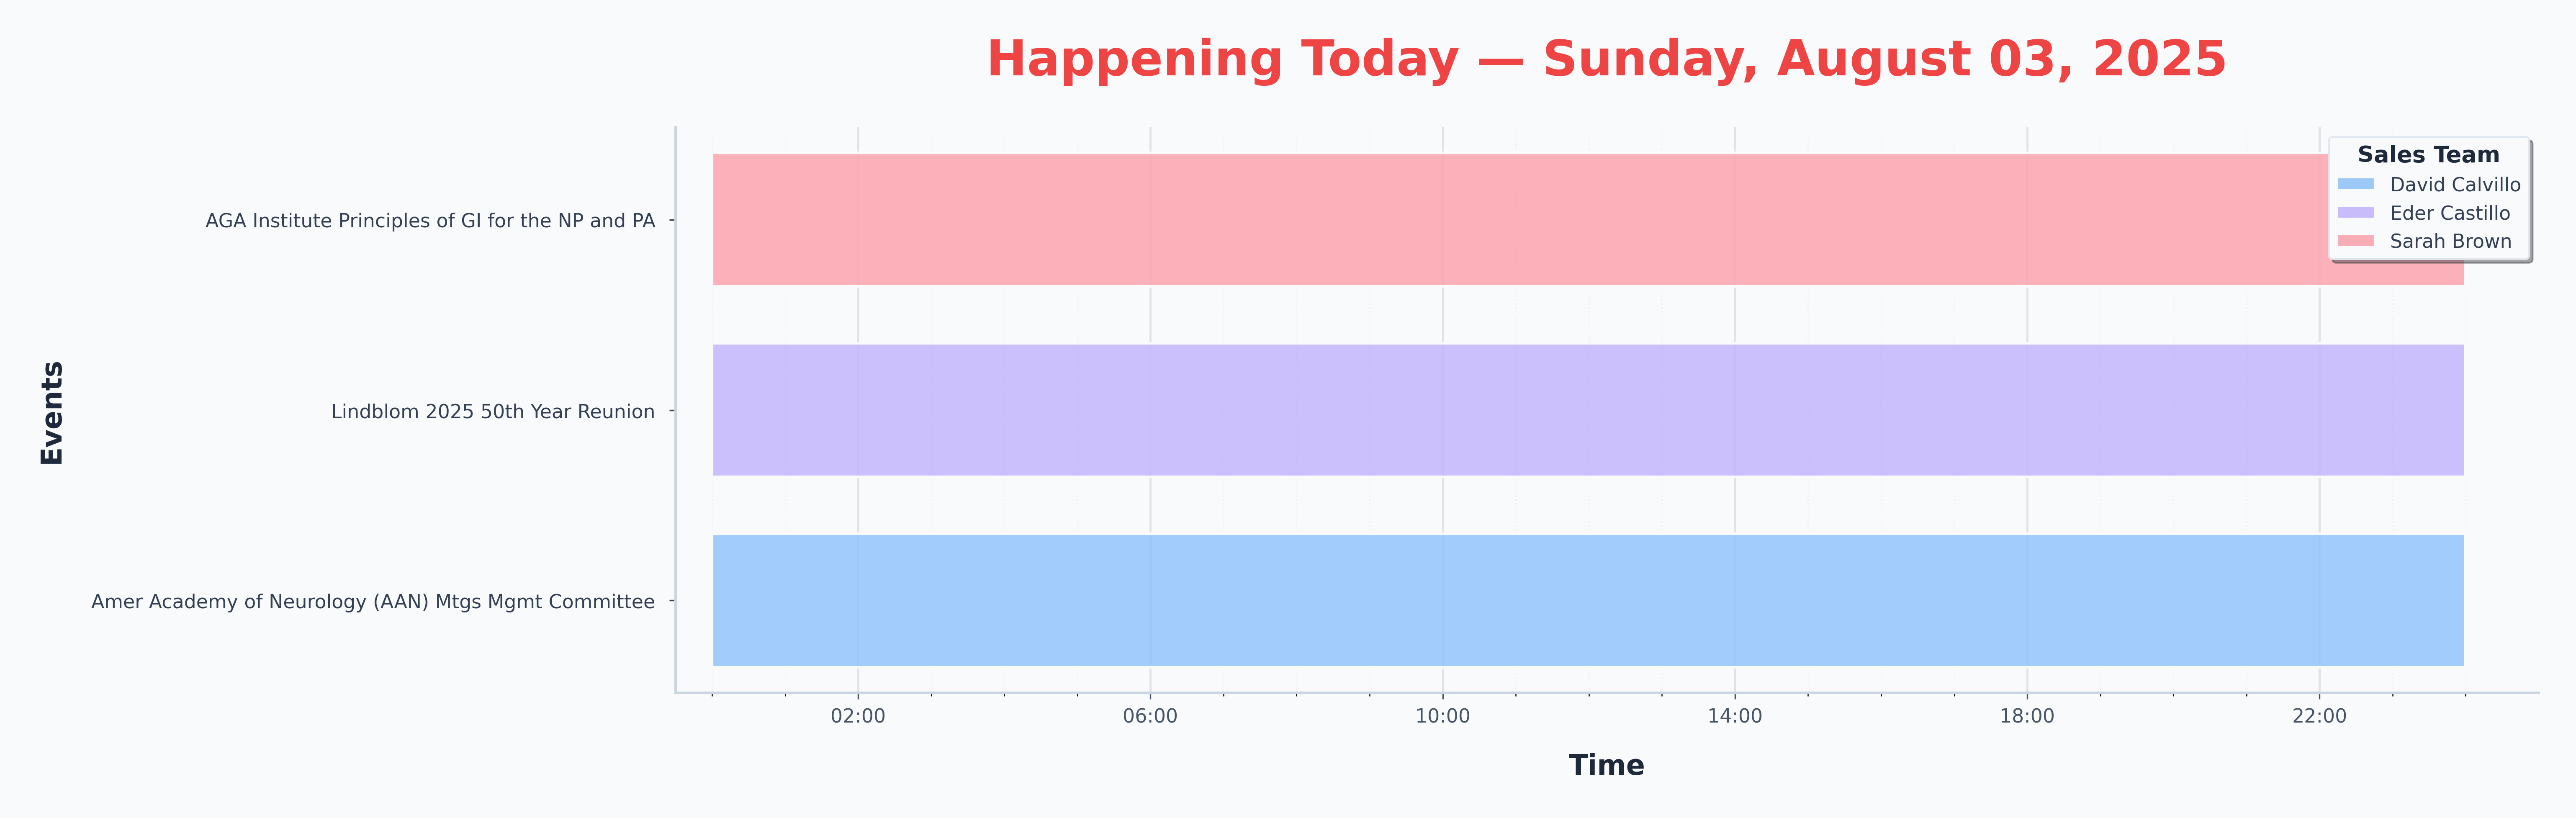 Happening Today — Sunday, August 03, 2025
Sales Team
David Calvillo
Eder Castillo
Sarah Brown
AGA Institute Principles of GI for the NP and PA
Lindblom 2025 50th Year Reunion
Amer Academy of Neurology (AAN) Mtgs Mgmt Committee
Events
02:00 06:00 10:00 14:00 18:00 22:00
Time